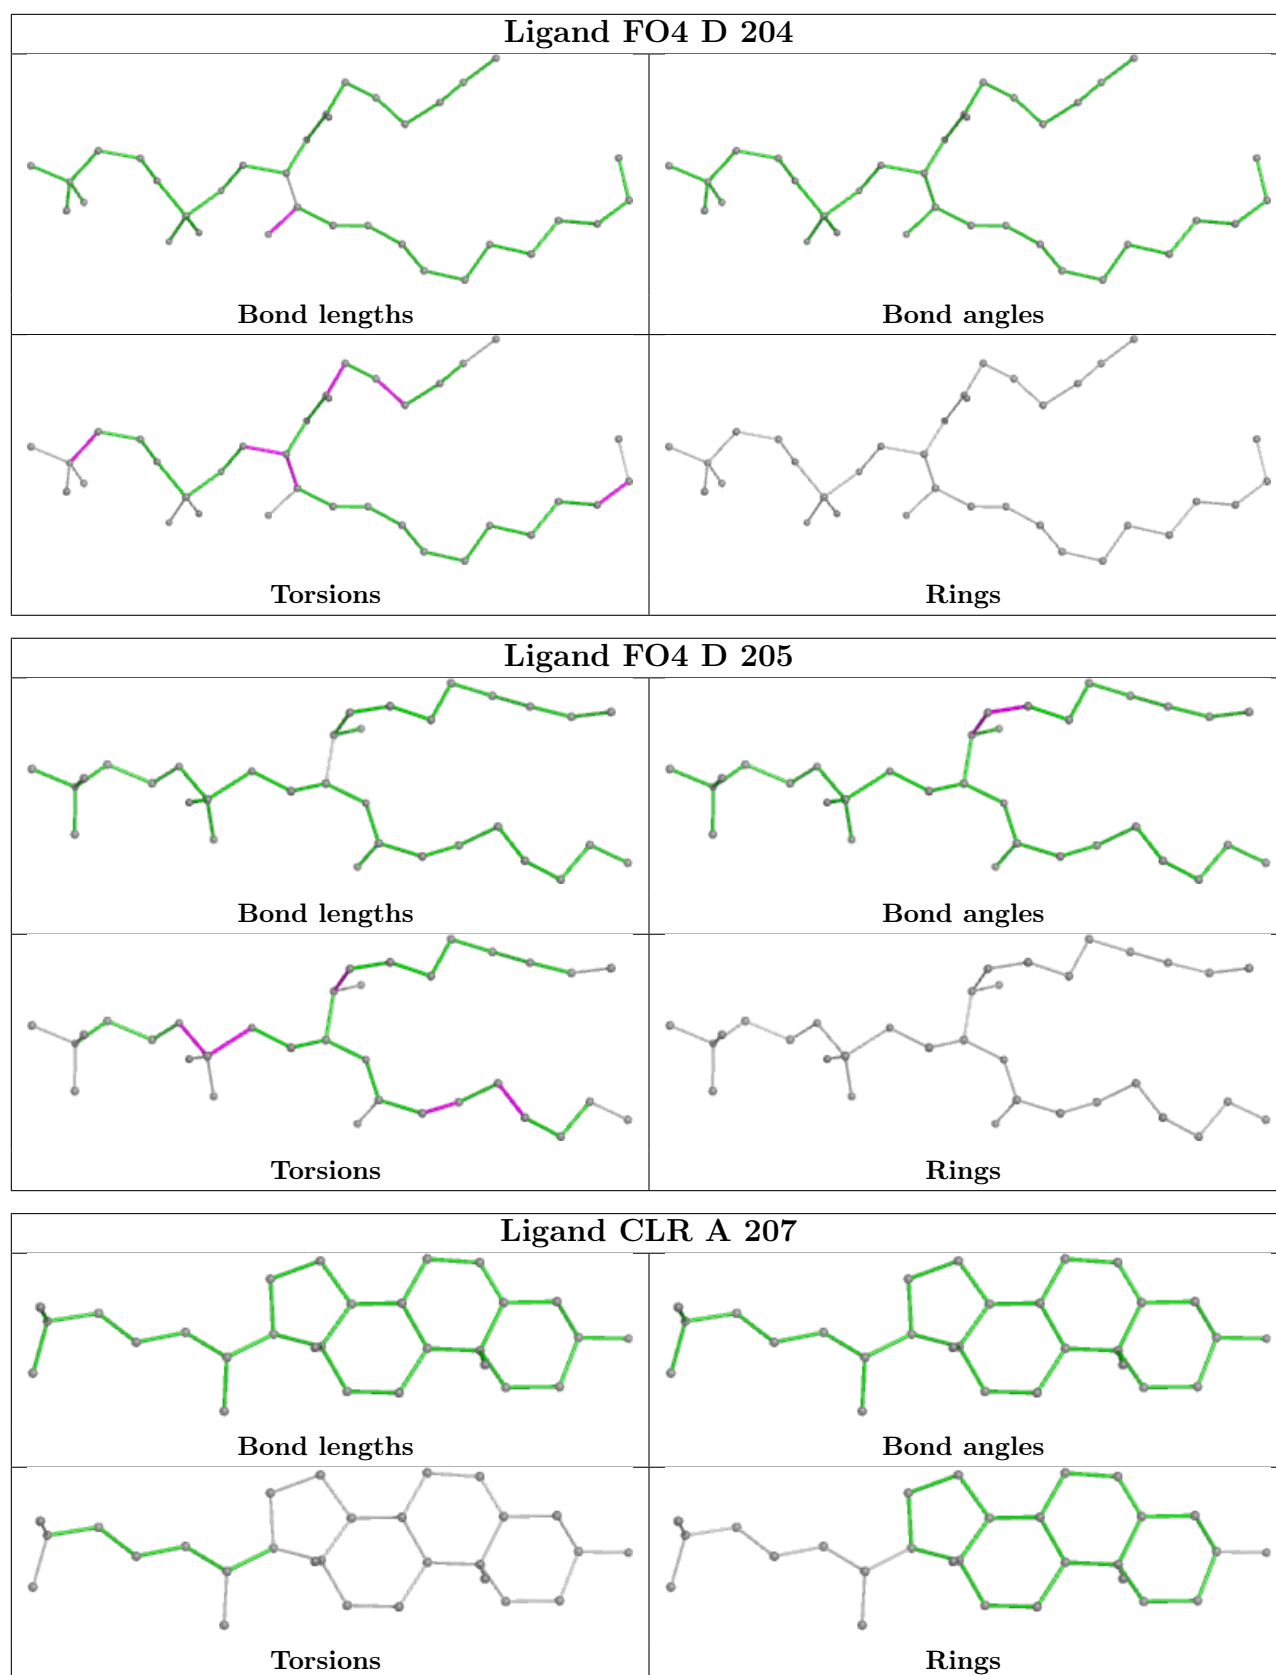 Ligand FO4 D 204
Bond lengths
Bond angles
Torsions
Rings
Ligand FO4 D 205
Bond lengths
Bond angles
Torsions
Rings
Ligand CLR A 207
Bond lengths
Bond angles
Torsions
Rings